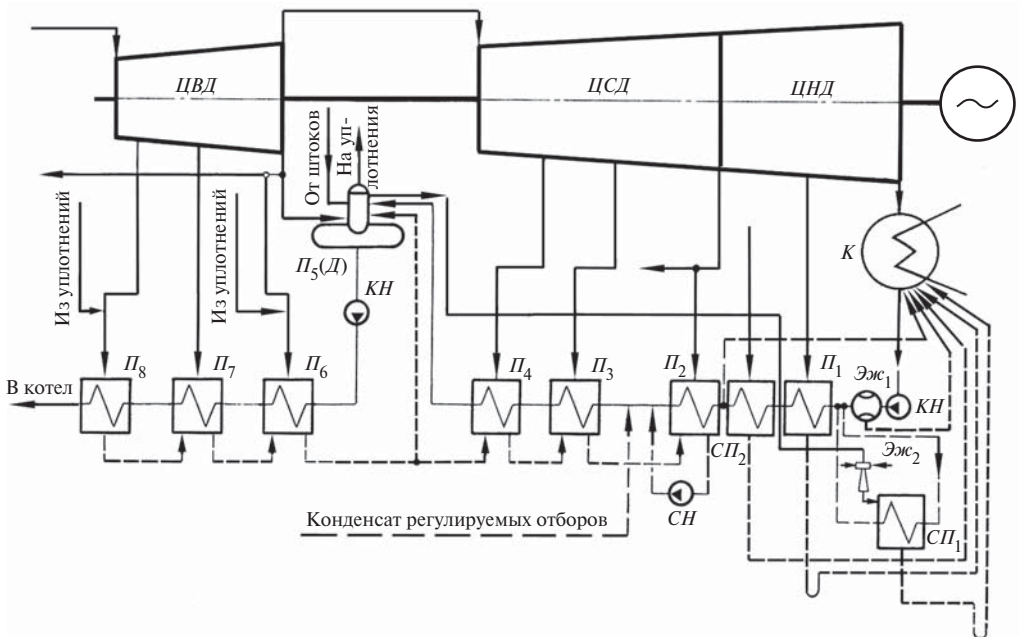 ЦВД
ЦСД
ЦНД
От штоков
На уп-
лотнения
Из уплотнений
Из уплотнений
П5(Д)
КН
К
В котел
П8
П7
П6
П4
П3
П2
П1
Эж1
КН
СП2
Эж2
СН
СП1
Конденсат регулируемых отборов